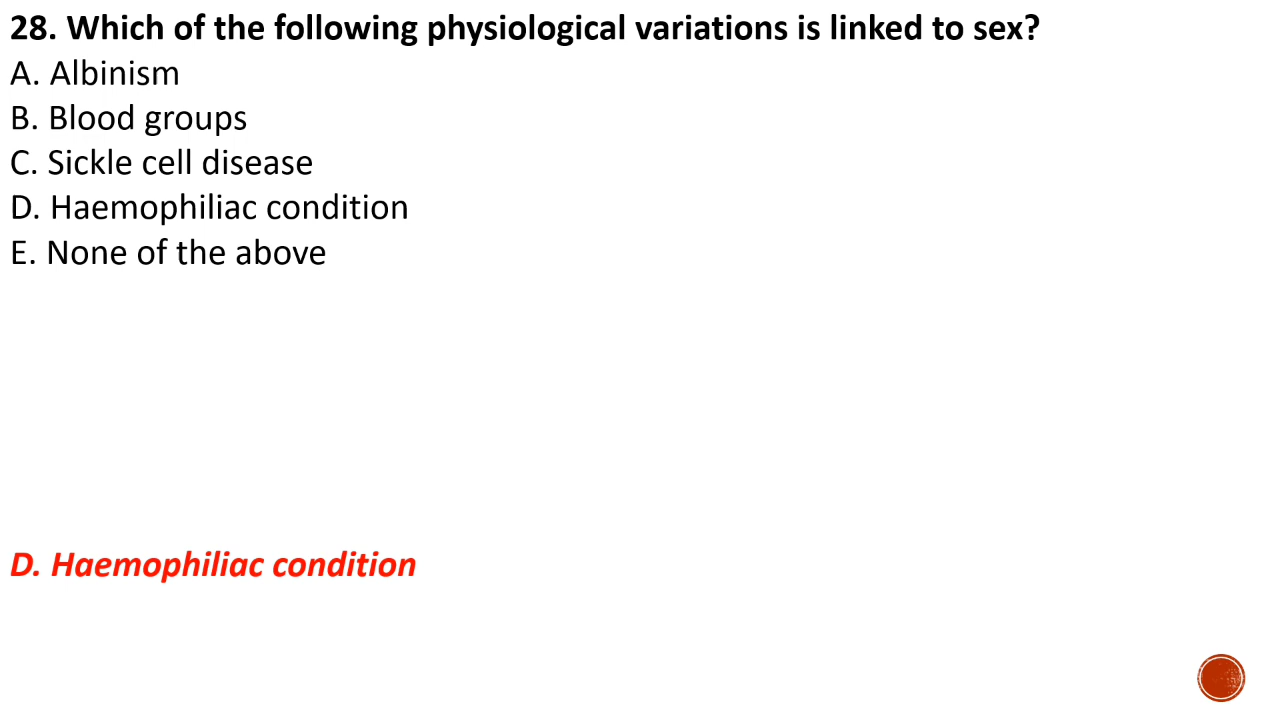 28. Which of the following physiological variations is linked to sex?
A. Albinism
B. Blood groups
C. Sickle cell disease
D. Haemophiliac condition
E. None of the above
D. Haemophiliac condition